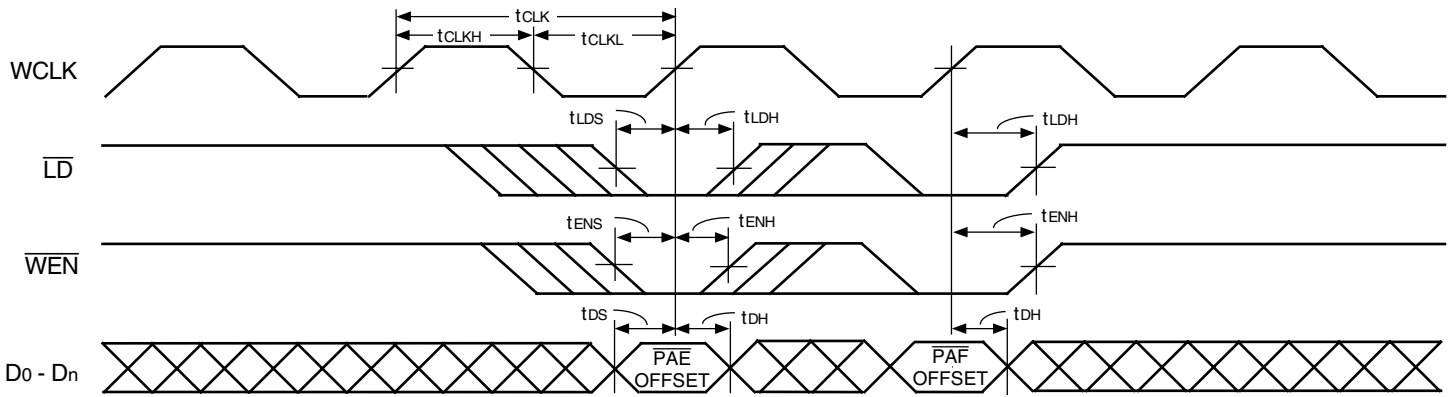 tCLK
tCLKH
tCLKL
WCLK
tLDS
tLDH
tLDH
LD
tENS
tENH
tENH
WEN
tDS
tDH
tDH
D0 - Dn
PAE
OFFSET
PAF
OFFSET